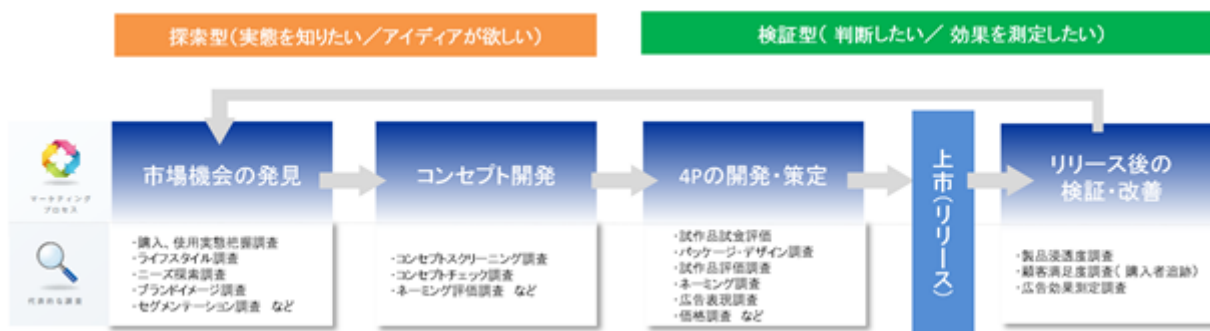 探索型(実態を知りたい／アイディアが欲しい)
検証型( 判断したい／ 効果を測定したい)
マーケティング
プロセス
市場機会の発見
コンセプト開発
4Pの開発・策定
上市(リリース)
リリース後の
検証・改善
代表的な調査
・購入、使用実態把握調査
・ライフスタイル調査
・ニーズ探索調査
・ブランドイメージ調査
・セグメンテーション調査 など
・コンセプトスクリーニング調査
・コンセプトチェック調査
・ネーミング評価調査 など
・試作品試食評価
・パッケージ・デザイン調査
・試作品評価調査
・ネーミング調査
・広告表現調査
・価格調査 など
・製品浸透度調査
・顧客満足度調査( 購入者追跡)
・広告効果測定調査